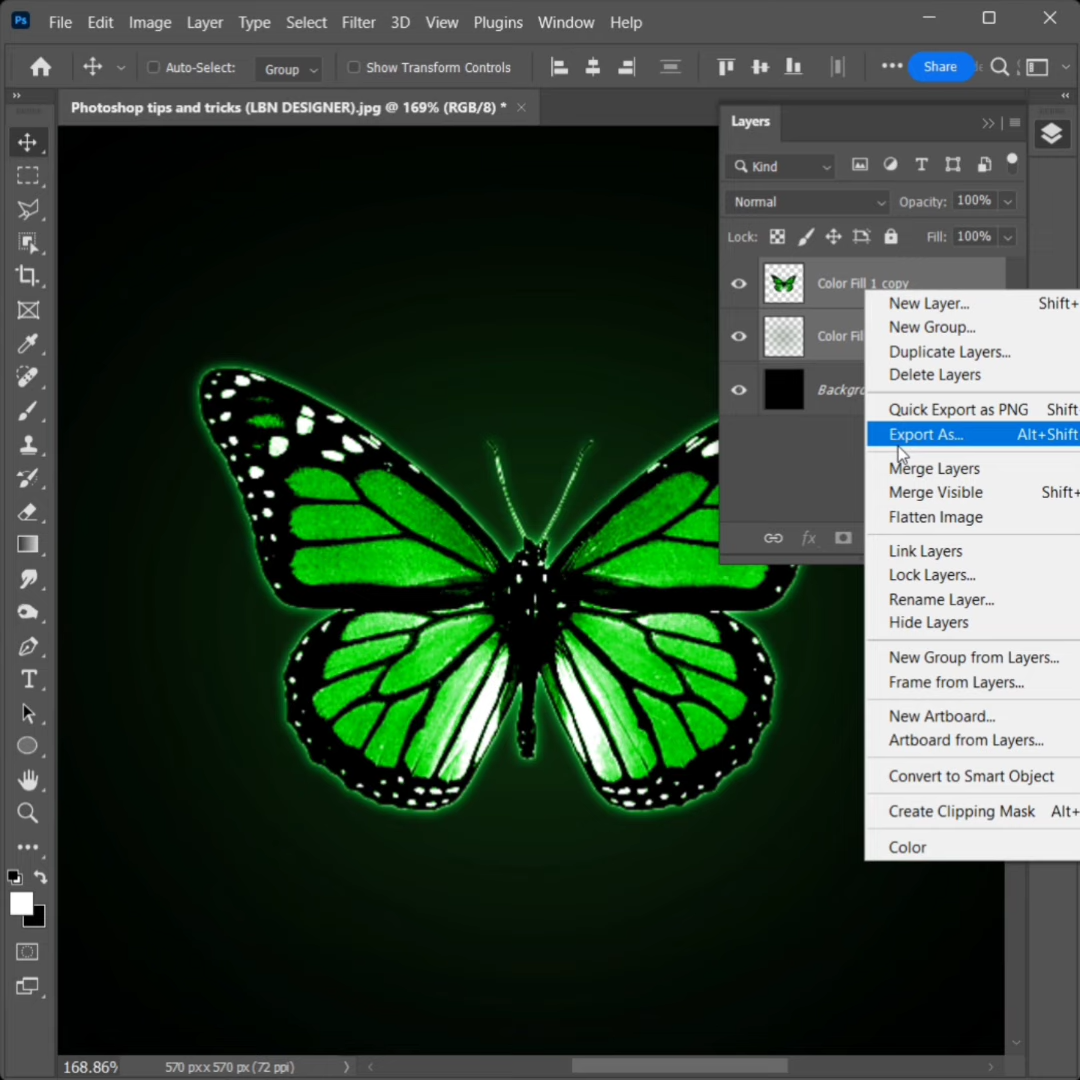 Ps File Edit Image Layer Type Select Filter 3D View Plugins Window Help
Auto-Select: Group Show Transform Controls Share
Photoshop tips and tricks (LBN DESIGNER).jpg @ 169% (RGB/8) *
Layers
Kind
Normal Opacity: 100%
Lock: Fill: 100%
Color Fill 1 copy
Color Fil
Backgro
fx
New Layer... Shift+
New Group...
Duplicate Layers...
Delete Layers
Quick Export as PNG Shift
Export As... Alt+Shift
Merge Layers
Merge Visible Shift+
Flatten Image
Link Layers
Lock Layers...
Rename Layer...
Hide Layers
New Group from Layers...
Frame from Layers...
New Artboard...
Artboard from Layers...
Convert to Smart Object
Create Clipping Mask Alt+
Color
168.86% 570 px x 570 px (72 ppi)